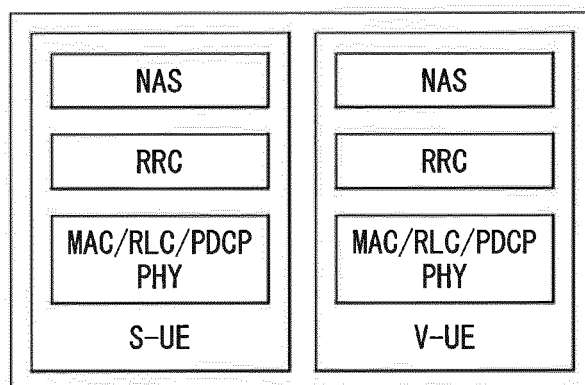 NAS
RRC
MAC/RLC/PDCP
PHY
S-UE
NAS
RRC
MAC/RLC/PDCP
PHY
V-UE